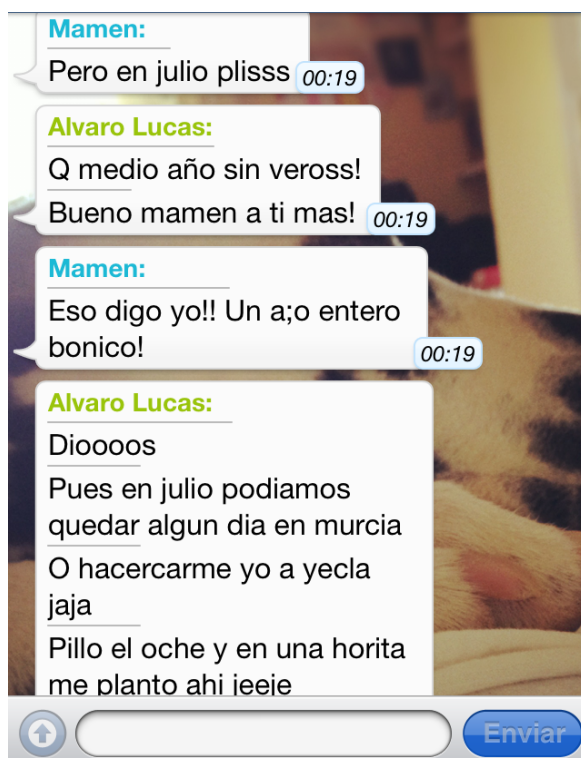 Mamen:
Pero en julio plisss 00:19
Alvaro Lucas:
Q medio año sin veross!
Bueno mamen a ti mas! 00:19
Mamen:
Eso digo yo!! Un a;o entero
bonico! 00:19
Alvaro Lucas:
Dioooos
Pues en julio podiamos
quedar algun dia en murcia
O hacercarme yo a yecla
jaja
Pillo el oche y en una horita
me planto ahi jeeje
Enviar